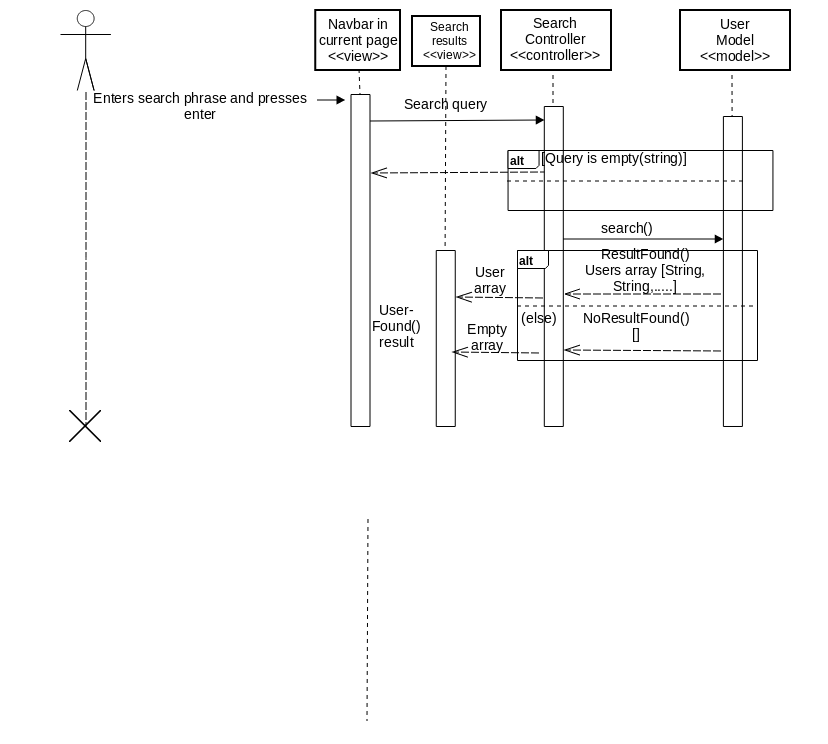 Navbar in
current page
<<view>>
Search
results
<<view>>
Search
Controller
<<controller>>
User
Model
<<model>>
Enters search phrase and presses
enter
Search query
alt
[Query is empty(string)]
search()
alt
ResultFound()
Users array [String,
String,.....]
User
array
User-
Found()
result
(else)
NoResultFound()
[]
Empty
array